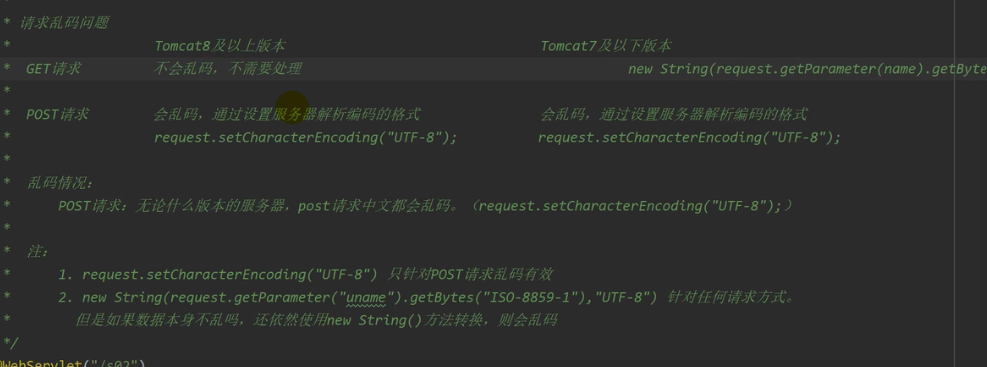 * 请求乱码问题
* Tomcat8及以上版本 Tomcat7及以下版本
* GET请求 不会乱码，不需要处理 new String(request.getParameter(name).getByte
*
* POST请求 会乱码，通过设置服务器解析编码的格式 会乱码，通过设置服务器解析编码的格式
* request.setCharacterEncoding("UTF-8"); request.setCharacterEncoding("UTF-8");
*
* 乱码情况：
* POST请求：无论什么版本的服务器，post请求中文都会乱码。（request.setCharacterEncoding("UTF-8");）
*
* 注：
* 1. request.setCharacterEncoding("UTF-8") 只针对POST请求乱码有效
* 2. new String(request.getParameter("uname").getBytes("ISO-8859-1"),"UTF-8") 针对任何请求方式。
* 但是如果数据本身不乱吗，还依然使用new String()方法转换，则会乱码
*/
@WebServlet("/s02")